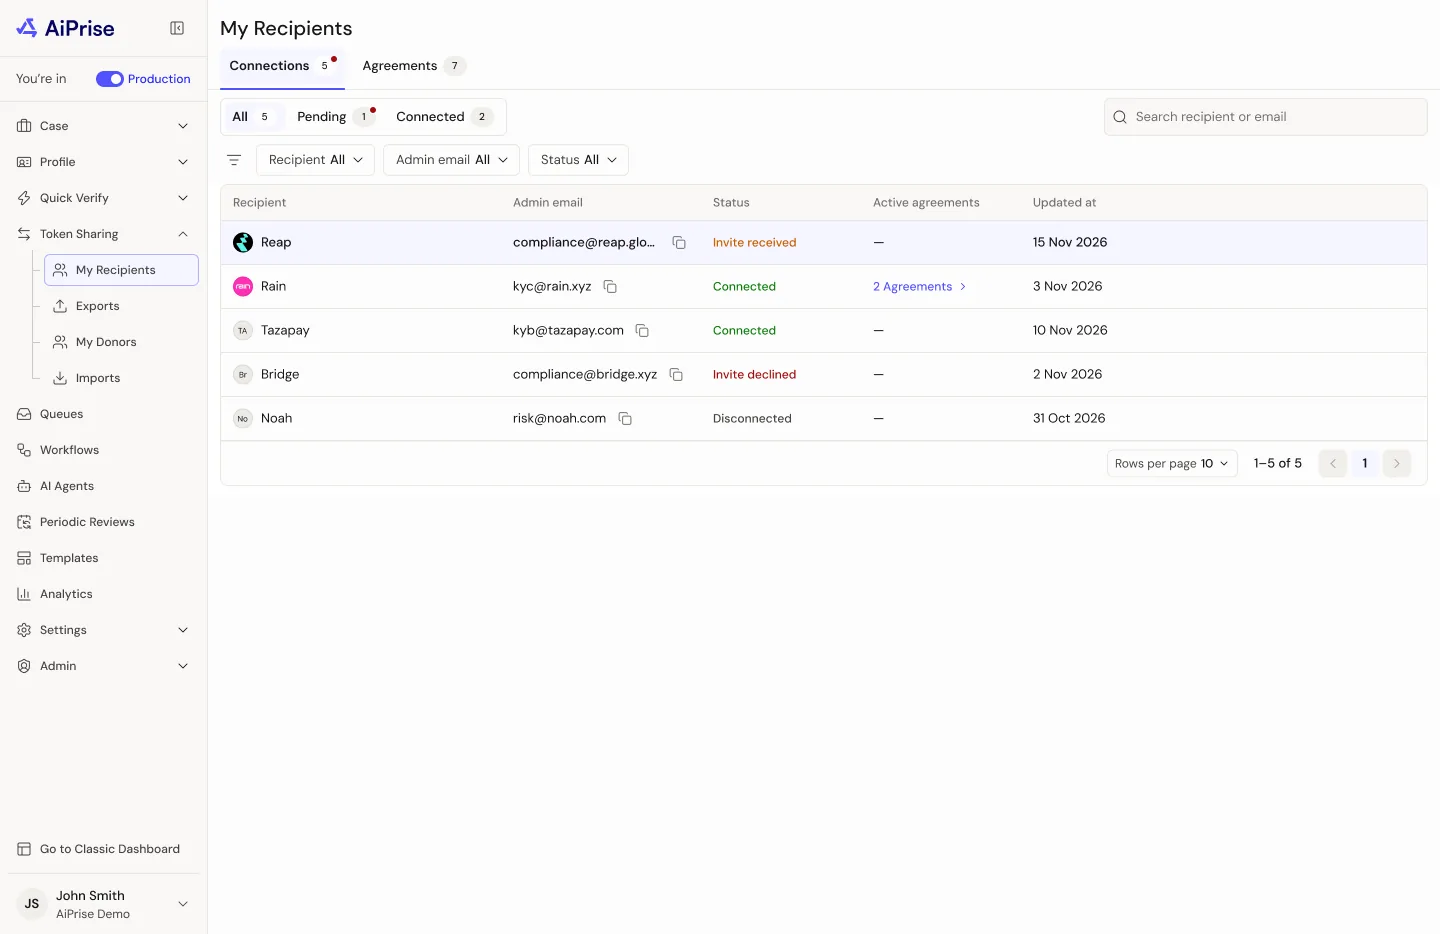 AiPrise
You're in
Production
Case
Profile
Quick Verify
Token Sharing
My Recipients
Exports
My Donors
Imports
Queues
Workflows
AI Agents
Periodic Reviews
Templates
Analytics
Settings
Admin
Go to Classic Dashboard
JS
John Smith
AiPrise Demo
My Recipients
Connections 5
Agreements 7
All 5
Pending 1
Connected 2
Search recipient or email
Recipient All
Admin email All
Status All
Recipient Admin email Status Active agreements Updated at
Reap compliance@reap.glo... Invite received — 15 Nov 2026
rain Rain kyc@rain.xyz Connected 2 Agreements 3 Nov 2026
TA Tazapay kyb@tazapay.com Connected — 10 Nov 2026
Br Bridge compliance@bridge.xyz Invite declined — 2 Nov 2026
No Noah risk@noah.com Disconnected — 31 Oct 2026
Rows per page 10 1–5 of 5 1